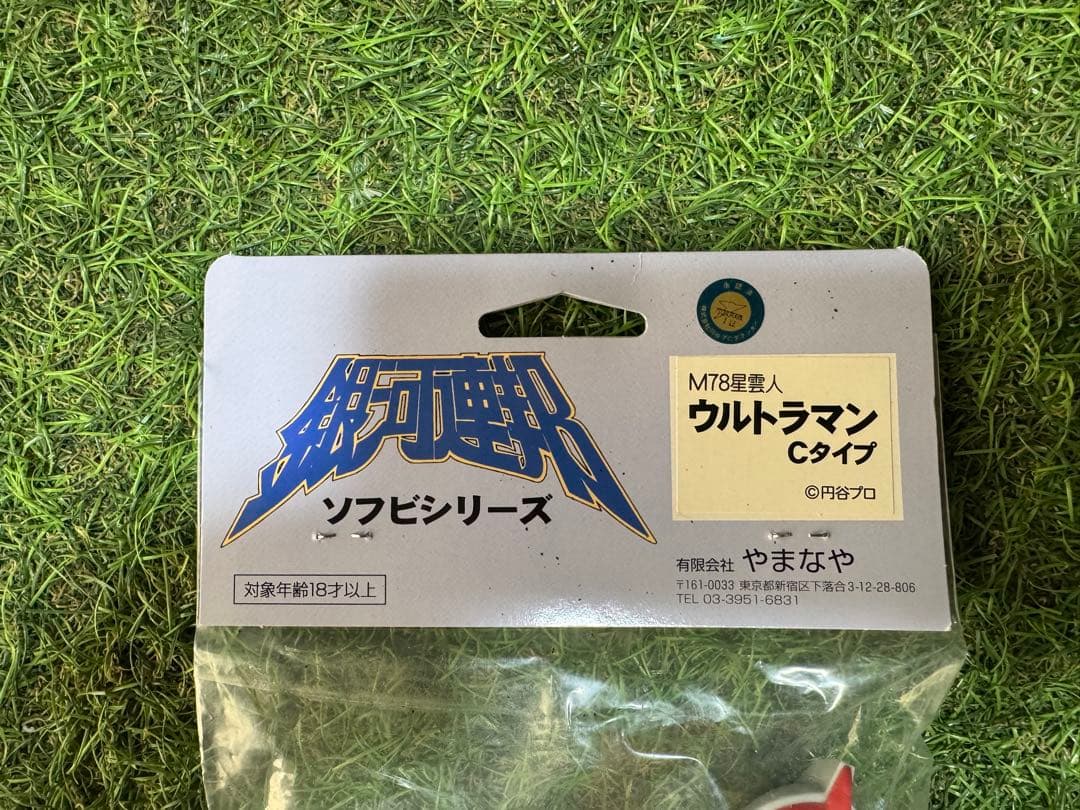 銀河連邦
ソフビシリーズ
対象年齢18才以上
M78星雲人
ウルトラマン
Cタイプ
©円谷プロ
有限会社 やまなや
〒161-0033 東京都新宿区下落合3-12-28-806
TEL 03-3951-6831